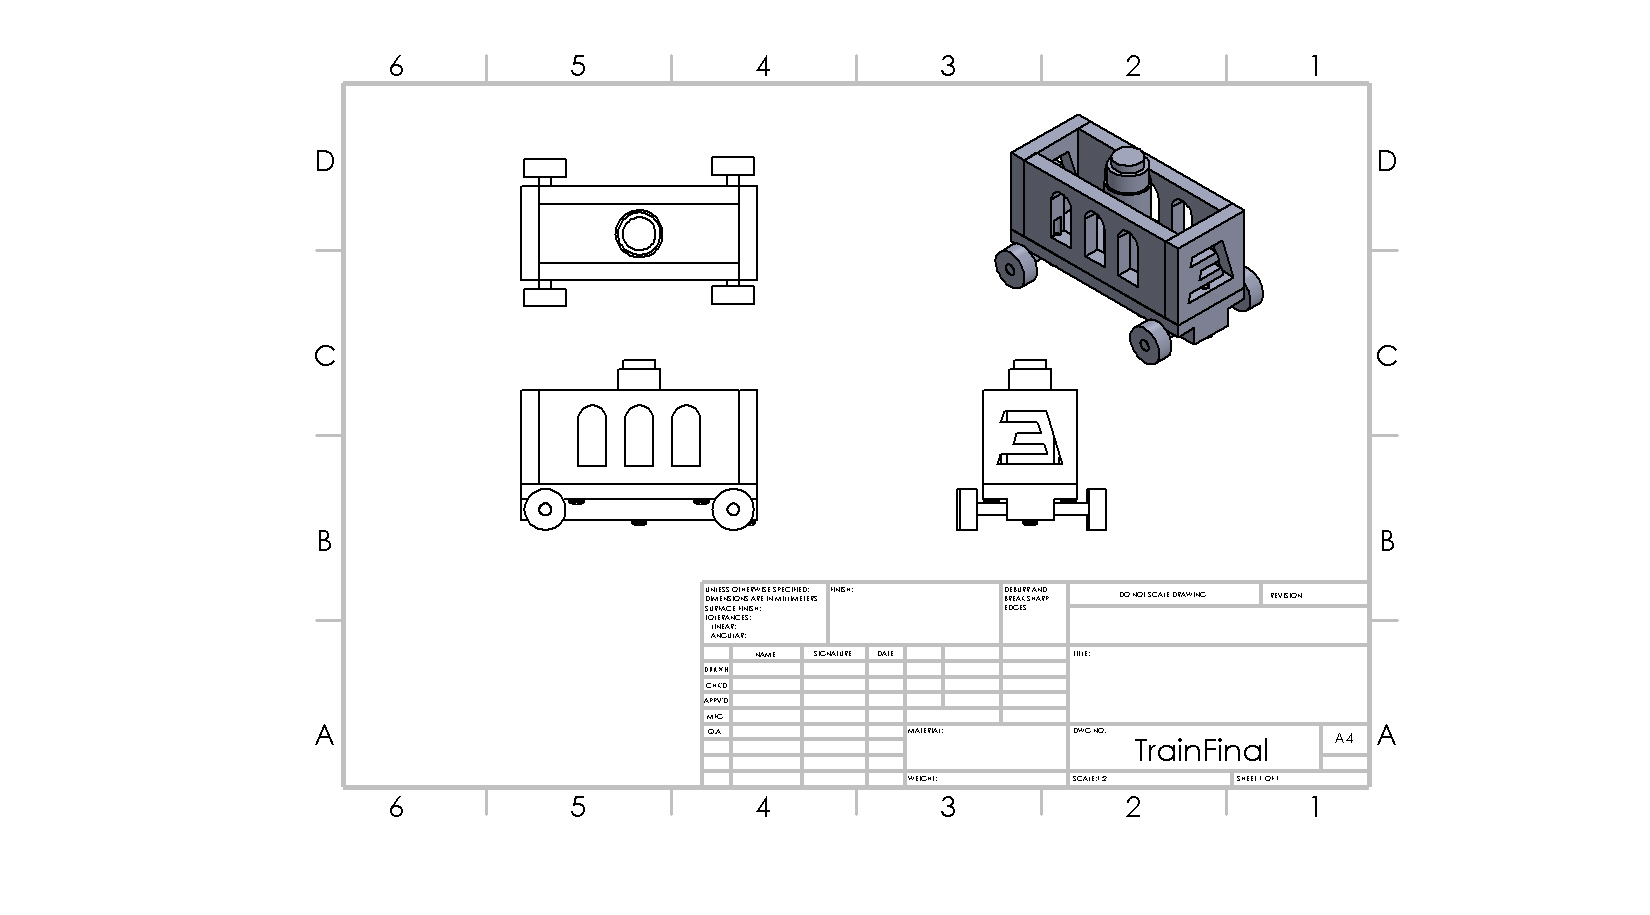 6 5 4 3 2 1
D D
C C
B B
UNLESS OTHERWISE SPECIFIED:
DIMENSIONS ARE IN MILLIMETERS
SURFACE FINISH:
TOLERANCES:
LINEAR:
ANGULAR:
FINISH:
DEBURR AND
BREAK SHARP
EDGES
DO NOT SCALE DRAWING
REVISION
NAME SIGNATURE DATE
TITLE:
DRAWN
CHK'D
APPV'D
MFG
Q.A
MATERIAL:
DWG NO.
TrainFinal
A4
A A
WEIGHT:
SCALE:1:2
SHEET 1 OF 1
6 5 4 3 2 1